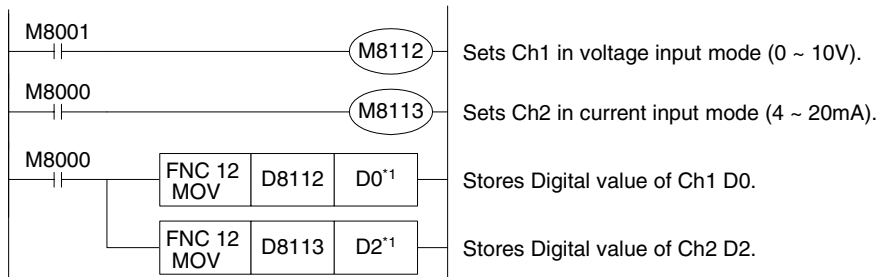 M8001
M8112 Sets Ch1 in voltage input mode (0 ~ 10V).
M8000
M8113 Sets Ch2 in current input mode (4 ~ 20mA).
M8000
FNC 12
MOV D8112 D0*1 Stores Digital value of Ch1 D0.
FNC 12
MOV D8113 D2*1 Stores Digital value of Ch2 D2.